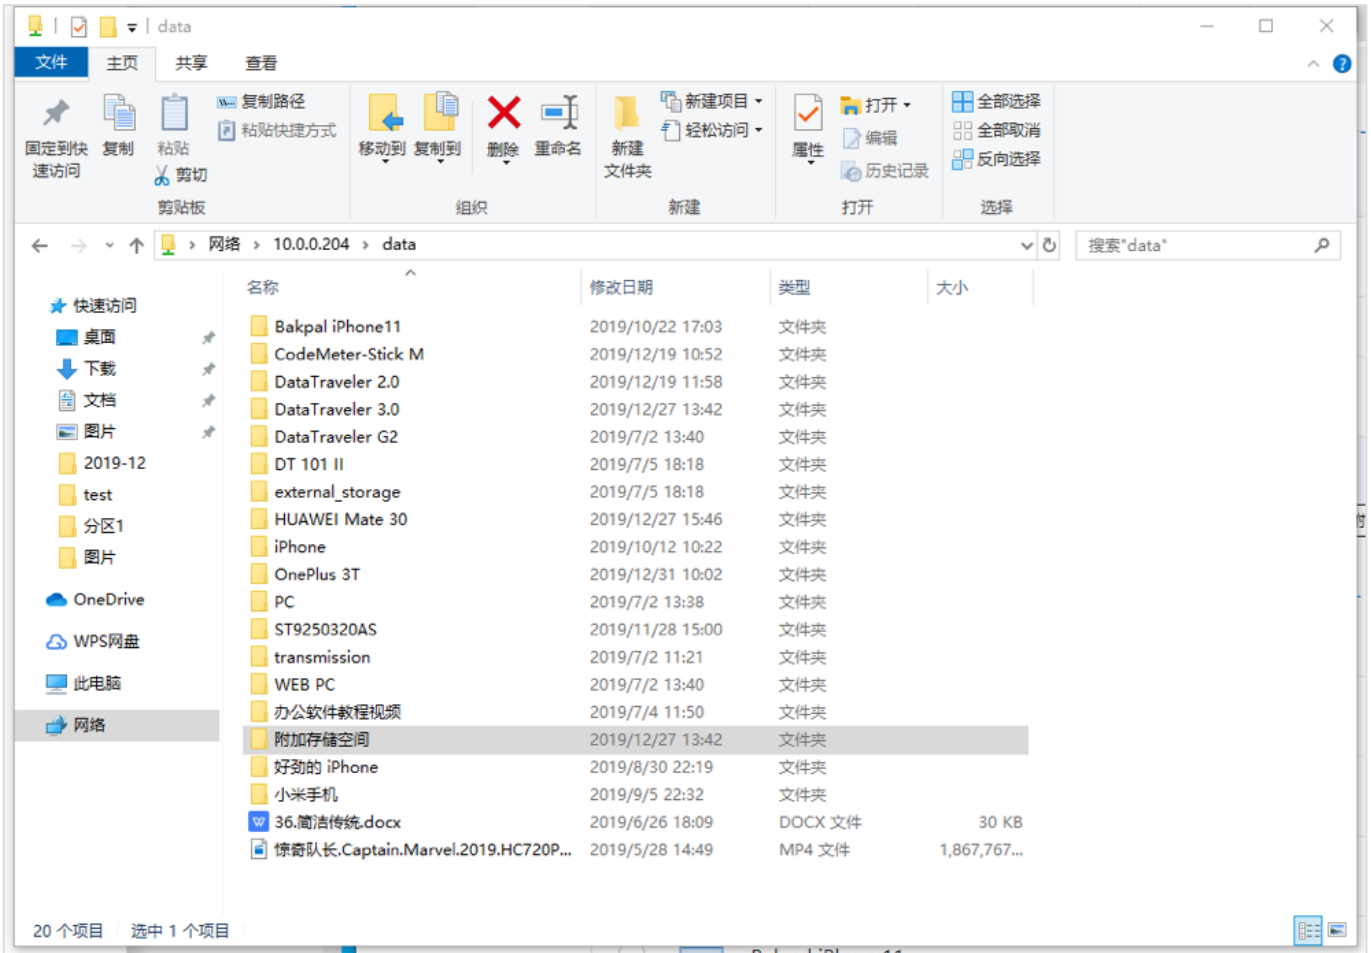 data
文件 主页 共享 查看
固定到快速访问
复制
粘贴
复制路径
粘贴快捷方式
剪切
剪贴板
移动到
复制到
删除
重命名
组织
新建文件夹
新建项目
轻松访问
新建
属性
打开
编辑
历史记录
打开
全部选择
全部取消
反向选择
选择
网络 › 10.0.0.204 › data
搜索"data"
快速访问
桌面
下载
文档
图片
2019-12
test
分区1
图片
OneDrive
WPS网盘
此电脑
网络
名称 修改日期 类型 大小
Bakpal iPhone11 2019/10/22 17:03 文件夹
CodeMeter-Stick M 2019/12/19 10:52 文件夹
DataTraveler 2.0 2019/12/19 11:58 文件夹
DataTraveler 3.0 2019/12/27 13:42 文件夹
DataTraveler G2 2019/7/2 13:40 文件夹
DT 101 II 2019/7/5 18:18 文件夹
external_storage 2019/7/5 18:18 文件夹
HUAWEI Mate 30 2019/12/27 15:46 文件夹
iPhone 2019/10/12 10:22 文件夹
OnePlus 3T 2019/12/31 10:02 文件夹
PC 2019/7/2 13:38 文件夹
ST9250320AS 2019/11/28 15:00 文件夹
transmission 2019/7/2 11:21 文件夹
WEB PC 2019/7/2 13:40 文件夹
办公软件教程视频 2019/7/4 11:50 文件夹
附加存储空间 2019/12/27 13:42 文件夹
好劲的 iPhone 2019/8/30 22:19 文件夹
小米手机 2019/9/5 22:32 文件夹
36.简洁传统.docx 2019/6/26 18:09 DOCX 文件 30 KB
惊奇队长.Captain.Marvel.2019.HC720P... 2019/5/28 14:49 MP4 文件 1,867,767...
20 个项目 选中 1 个项目